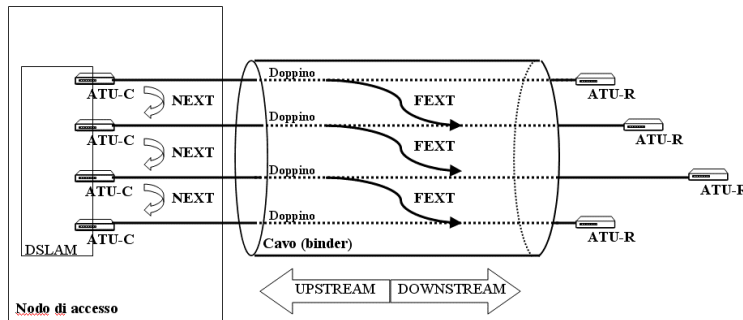 Doppino
ATU-C
NEXT
FEXT
ATU-R
Doppino
ATU-C
NEXT
FEXT
ATU-R
Doppino
ATU-C
NEXT
FEXT
ATU-R
Doppino
ATU-C
ATU-R
DSLAM
Cavo (binder)
UPSTREAM
DOWNSTREAM
Nodo di accesso